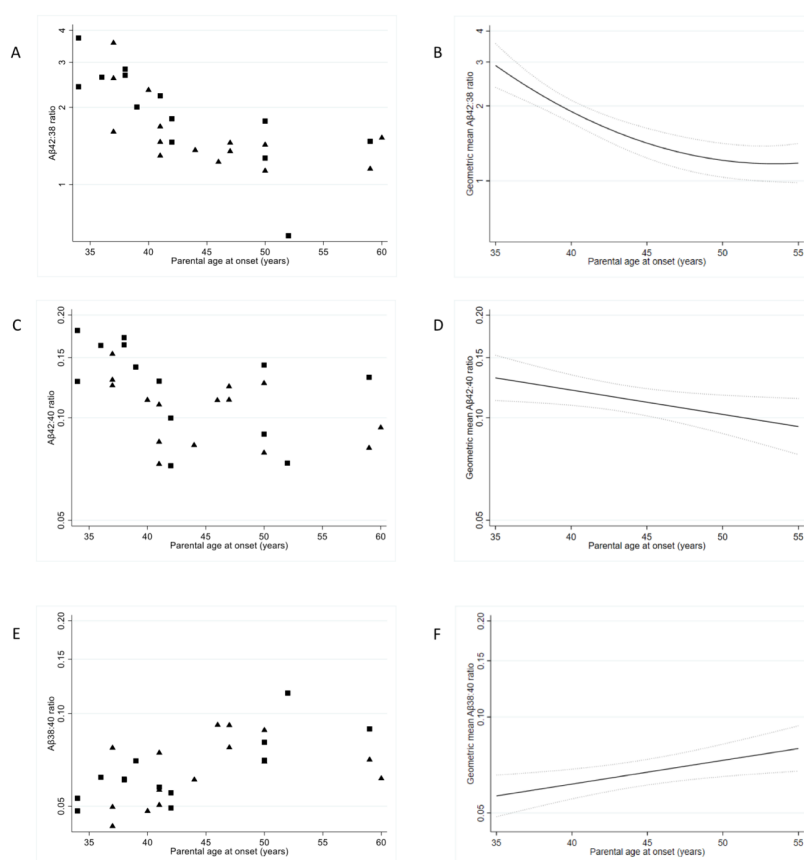 A
Aβ42:38 ratio
4
3
2
1
35 40 45 50 55 60
Parental age at onset (years)
B
Geometric mean Aβ42:38 ratio
4
3
2
1
35 40 45 50 55
Parental age at onset (years)
C
Aβ42:40 ratio
0.20
0.15
0.10
0.05
35 40 45 50 55 60
Parental age at onset (years)
D
Geometric mean Aβ42:40 ratio
0.20
0.15
0.10
0.05
35 40 45 50 55
Parental age at onset (years)
E
Aβ38:40 ratio
0.20
0.15
0.10
0.05
35 40 45 50 55 60
Parental age at onset (years)
F
Geometric mean Aβ38:40 ratio
0.20
0.15
0.10
0.05
35 40 45 50 55
Parental age at onset (years)